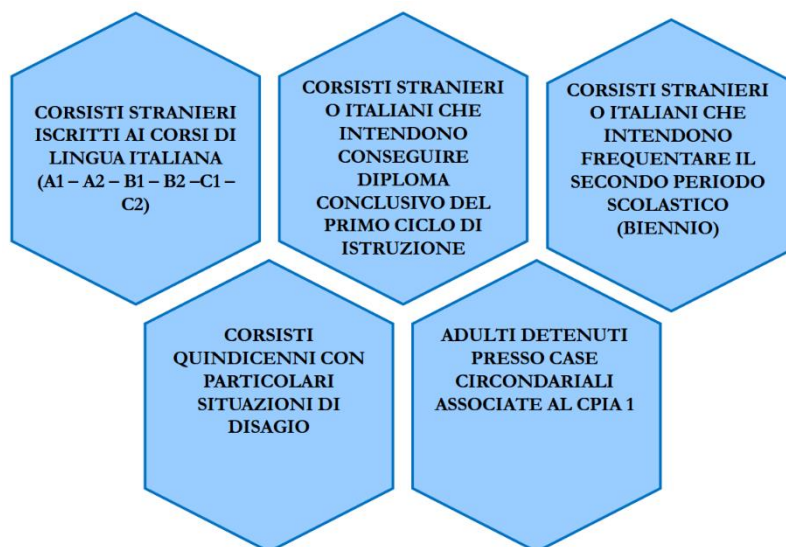 CORSISTI STRANIERI
ISCRITTI AI CORSI DI
LINGUA ITALIANA
(A1 – A2 – B1 – B2 –C1 –
C2)
CORSISTI STRANIERI
O ITALIANI CHE
INTENDONO
CONSEGUIRE
DIPLOMA
CONCLUSIVO DEL
PRIMO CICLO DI
ISTRUZIONE
CORSISTI STRANIERI
O ITALIANI CHE
INTENDONO
FREQUENTARE IL
SECONDO PERIODO
SCOLASTICO
(BIENNIO)
CORSISTI
QUINDICENNI CON
PARTICOLARI
SITUAZIONI DI
DISAGIO
ADULTI DETENUTI
PRESSO CASE
CIRCONDARIALI
ASSOCIATE AL CPIA 1